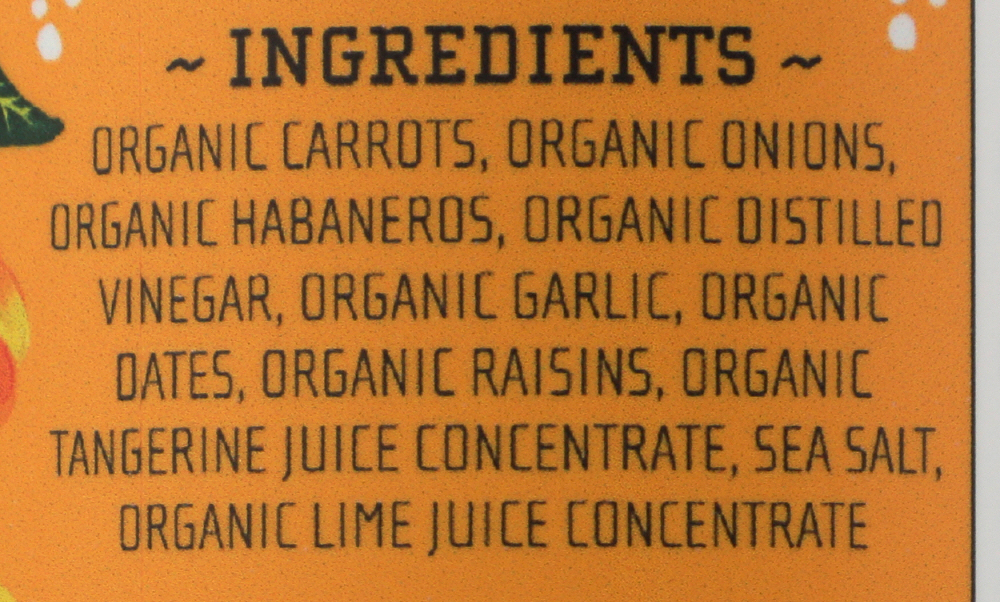 ~ INGREDIENTS ~
ORGANIC CARROTS, ORGANIC ONIONS,
ORGANIC HABANEROS, ORGANIC DISTILLED
VINEGAR, ORGANIC GARLIC, ORGANIC
DATES, ORGANIC RAISINS, ORGANIC
TANGERINE JUICE CONCENTRATE, SEA SALT,
ORGANIC LIME JUICE CONCENTRATE